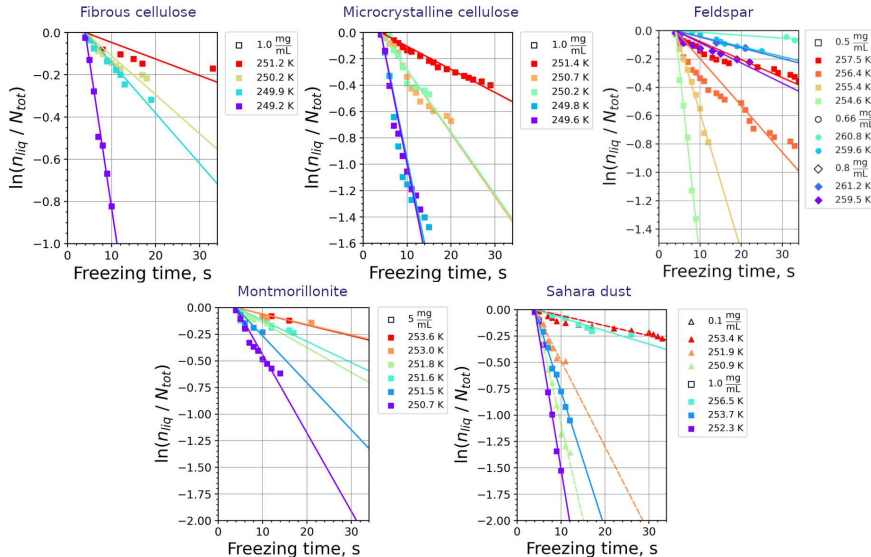 Fibrous cellulose
ln(n_liq / N_tot)
0.0
−0.2
−0.4
−0.6
−0.8
−1.0
0
10
20
30
Freezing time, s
1.0 mg/mL
251.2 K
250.2 K
249.9 K
249.2 K
Microcrystalline cellulose
ln(n_liq / N_tot)
0.0
−0.2
−0.4
−0.6
−0.8
−1.0
−1.2
−1.4
−1.6
0
10
20
30
Freezing time, s
1.0 mg/mL
251.4 K
250.7 K
250.2 K
249.8 K
249.6 K
Feldspar
ln(n_liq / N_tot)
0.0
−0.2
−0.4
−0.6
−0.8
−1.0
−1.2
−1.4
0
10
20
30
Freezing time, s
0.5 mg/mL
257.5 K
256.4 K
255.4 K
254.6 K
0.66 mg/mL
260.8 K
259.6 K
0.8 mg/mL
261.2 K
259.5 K
Montmorillonite
ln(n_liq / N_tot)
0.00
−0.25
−0.50
−0.75
−1.00
−1.25
−1.50
−1.75
−2.00
0
10
20
30
Freezing time, s
5 mg/mL
253.6 K
253.0 K
251.8 K
251.6 K
251.5 K
250.7 K
Sahara dust
ln(n_liq / N_tot)
0.00
−0.25
−0.50
−0.75
−1.00
−1.25
−1.50
−1.75
−2.00
0
10
20
30
Freezing time, s
0.1 mg/mL
253.4 K
251.9 K
250.9 K
1.0 mg/mL
256.5 K
253.7 K
252.3 K